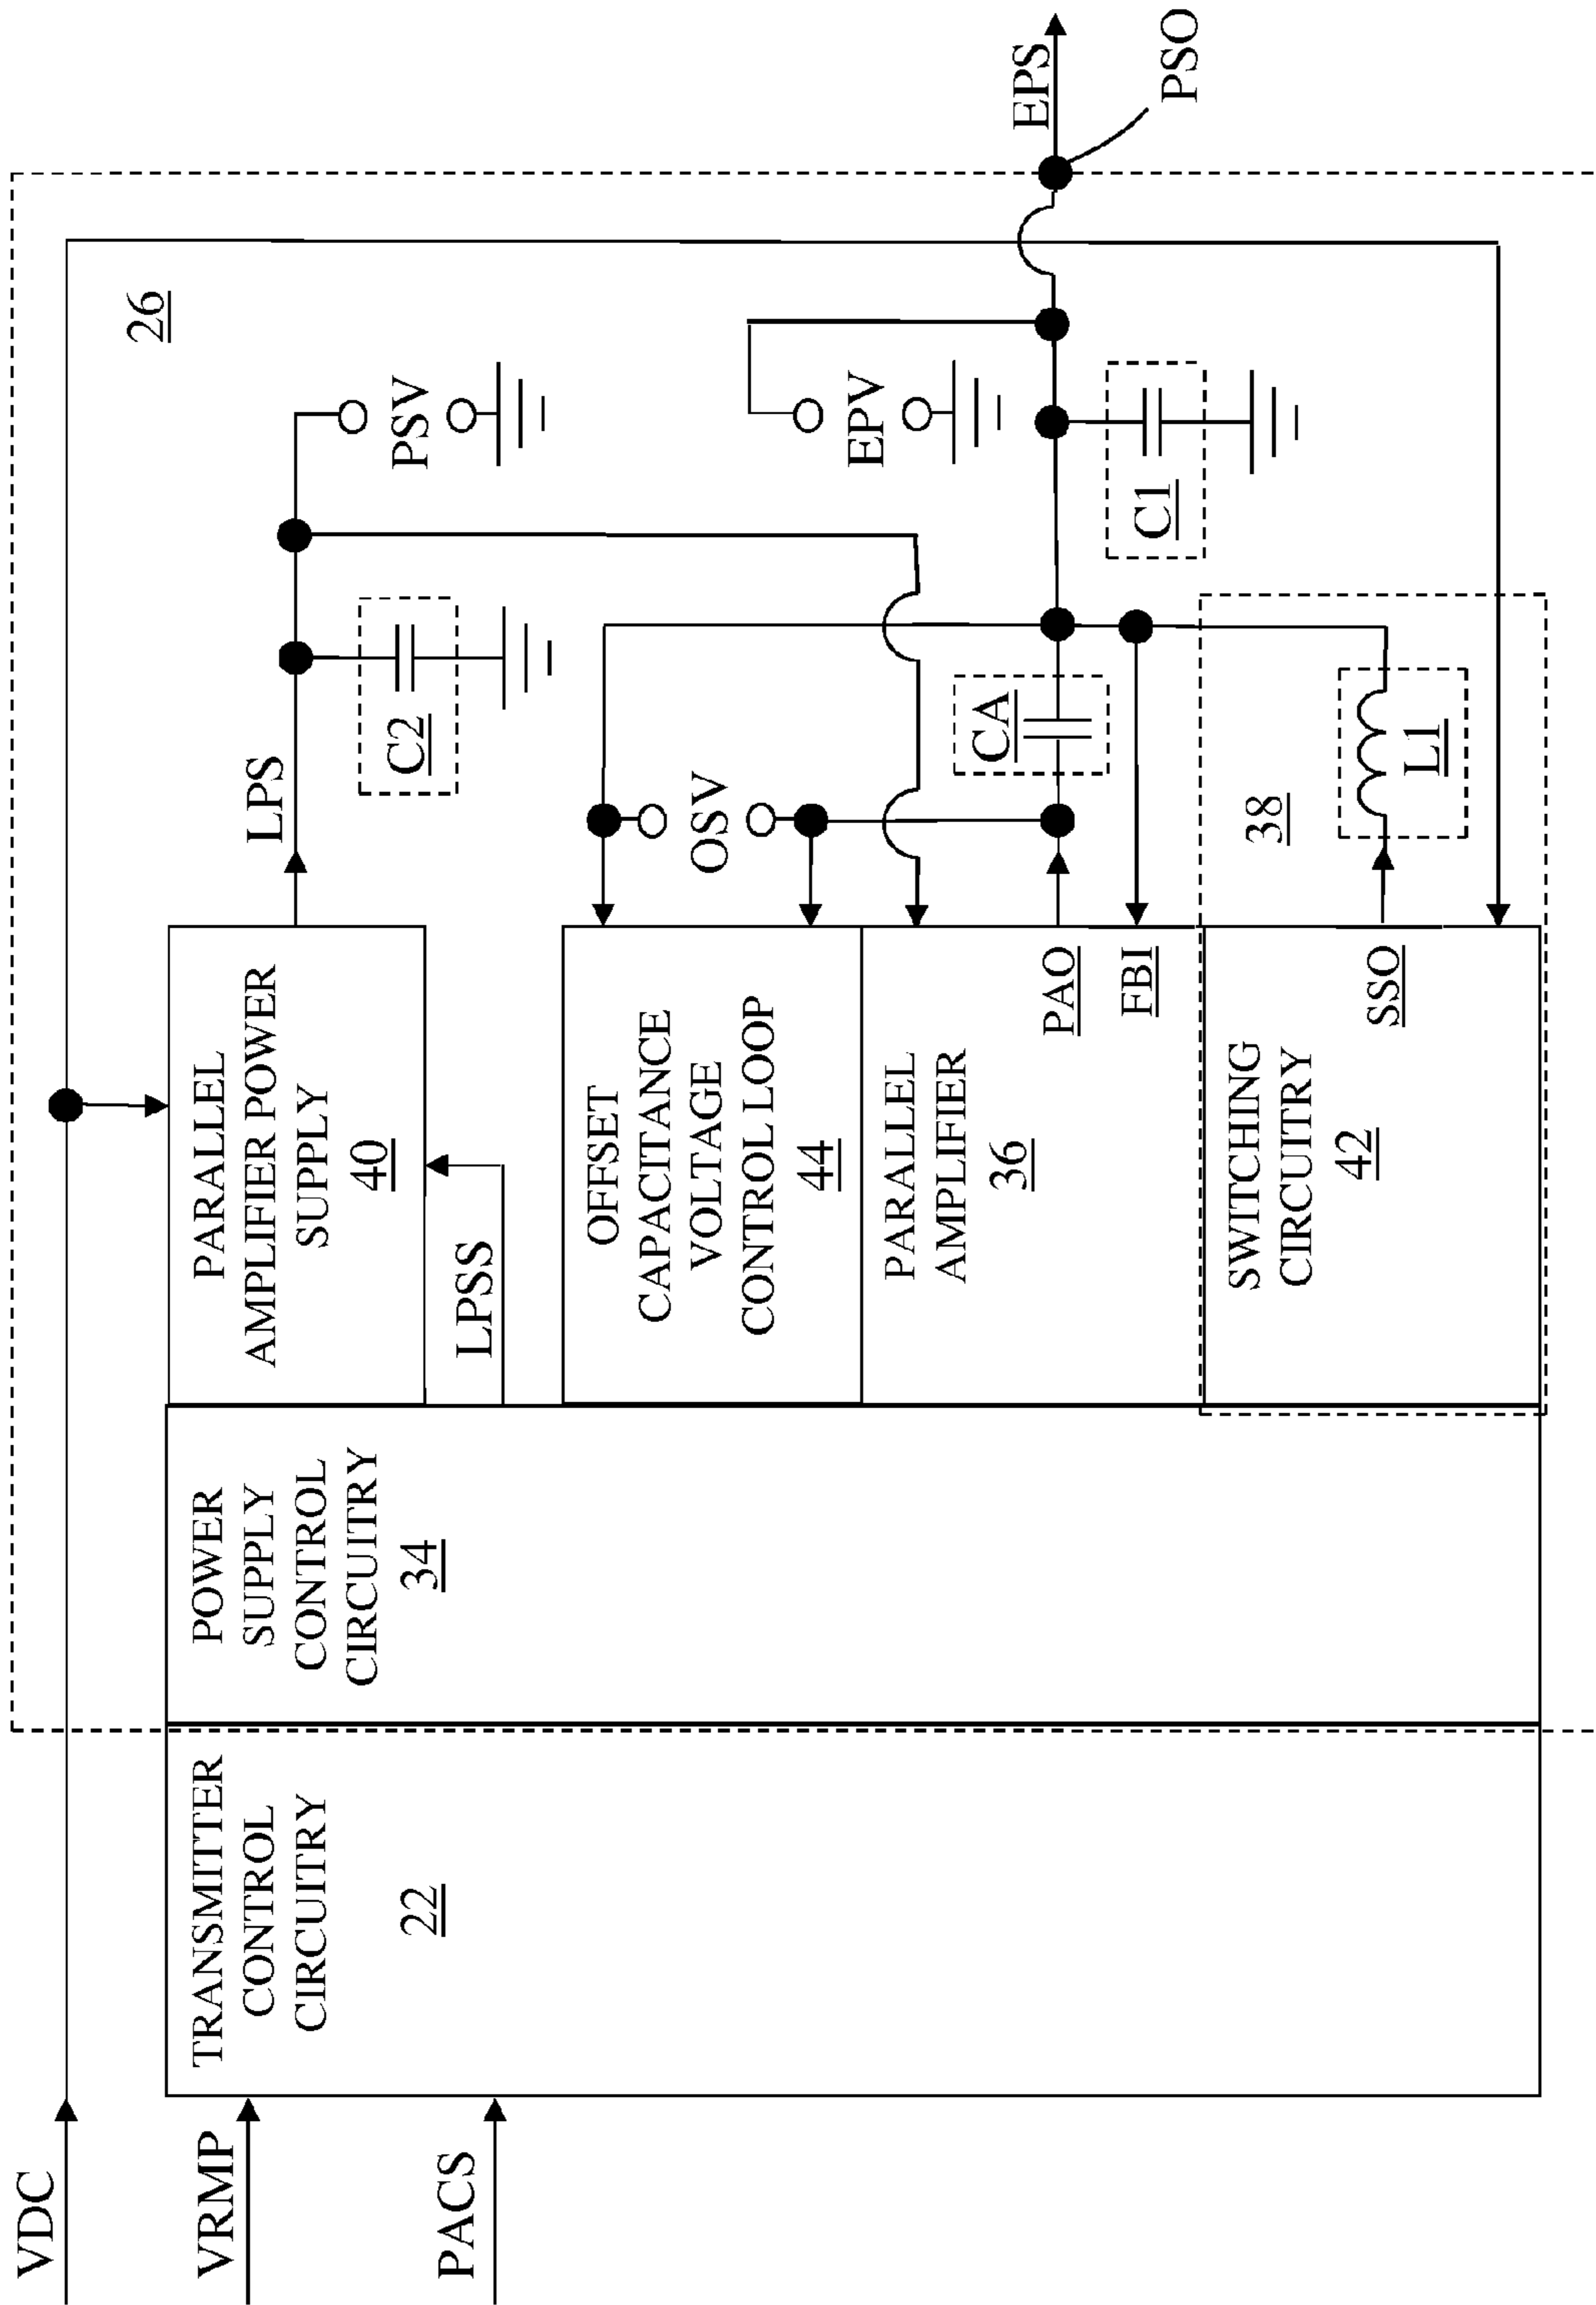 VDC
VRMP
PACS
TRANSMITTER
CONTROL
CIRCUITRY
22
POWER
SUPPLY
CONTROL
CIRCUITRY
34
PARALLEL
AMPLIFIER POWER
SUPPLY
40
LPSS
OFFSET
CAPACITANCE
VOLTAGE
CONTROL LOOP
44
PARALLEL
AMPLIFIER
36
PAO
FBI
SWITCHING
CIRCUITRY
42
SSO
LPS
C2
OSV
CA
38
L1
26
PSV
EPV
C1
EPS
PSO